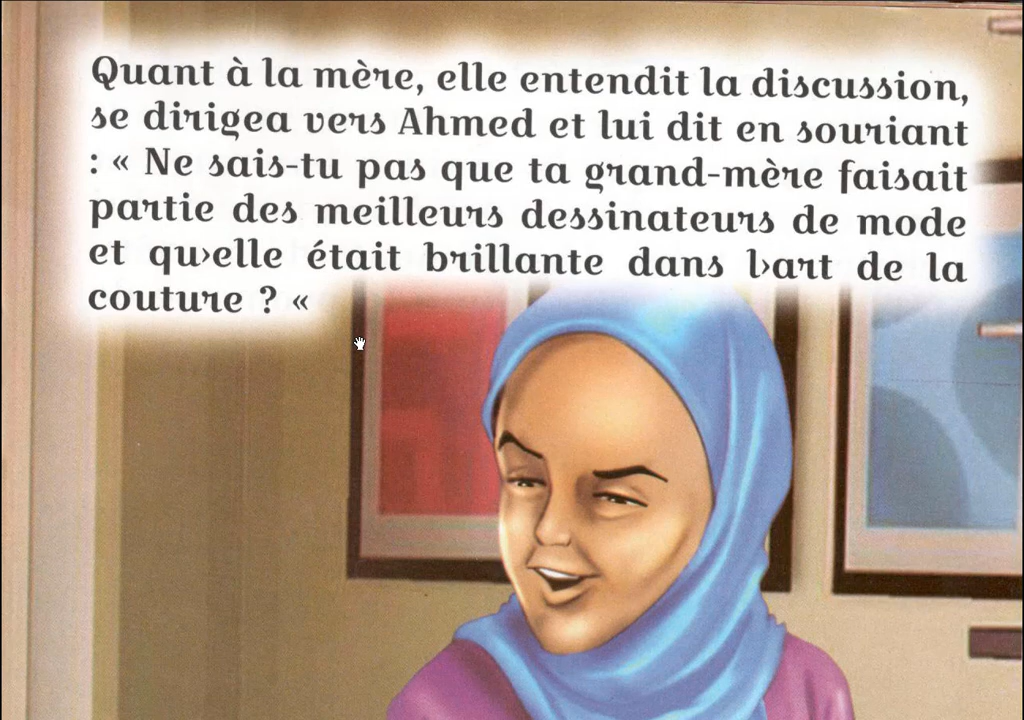 Quant à la mère, elle entendit la discussion,
se dirigea vers Ahmed et lui dit en souriant
: « Ne sais-tu pas que ta grand-mère faisait
partie des meilleurs dessinateurs de mode
et qu›elle était brillante dans l›art de la
couture ? «